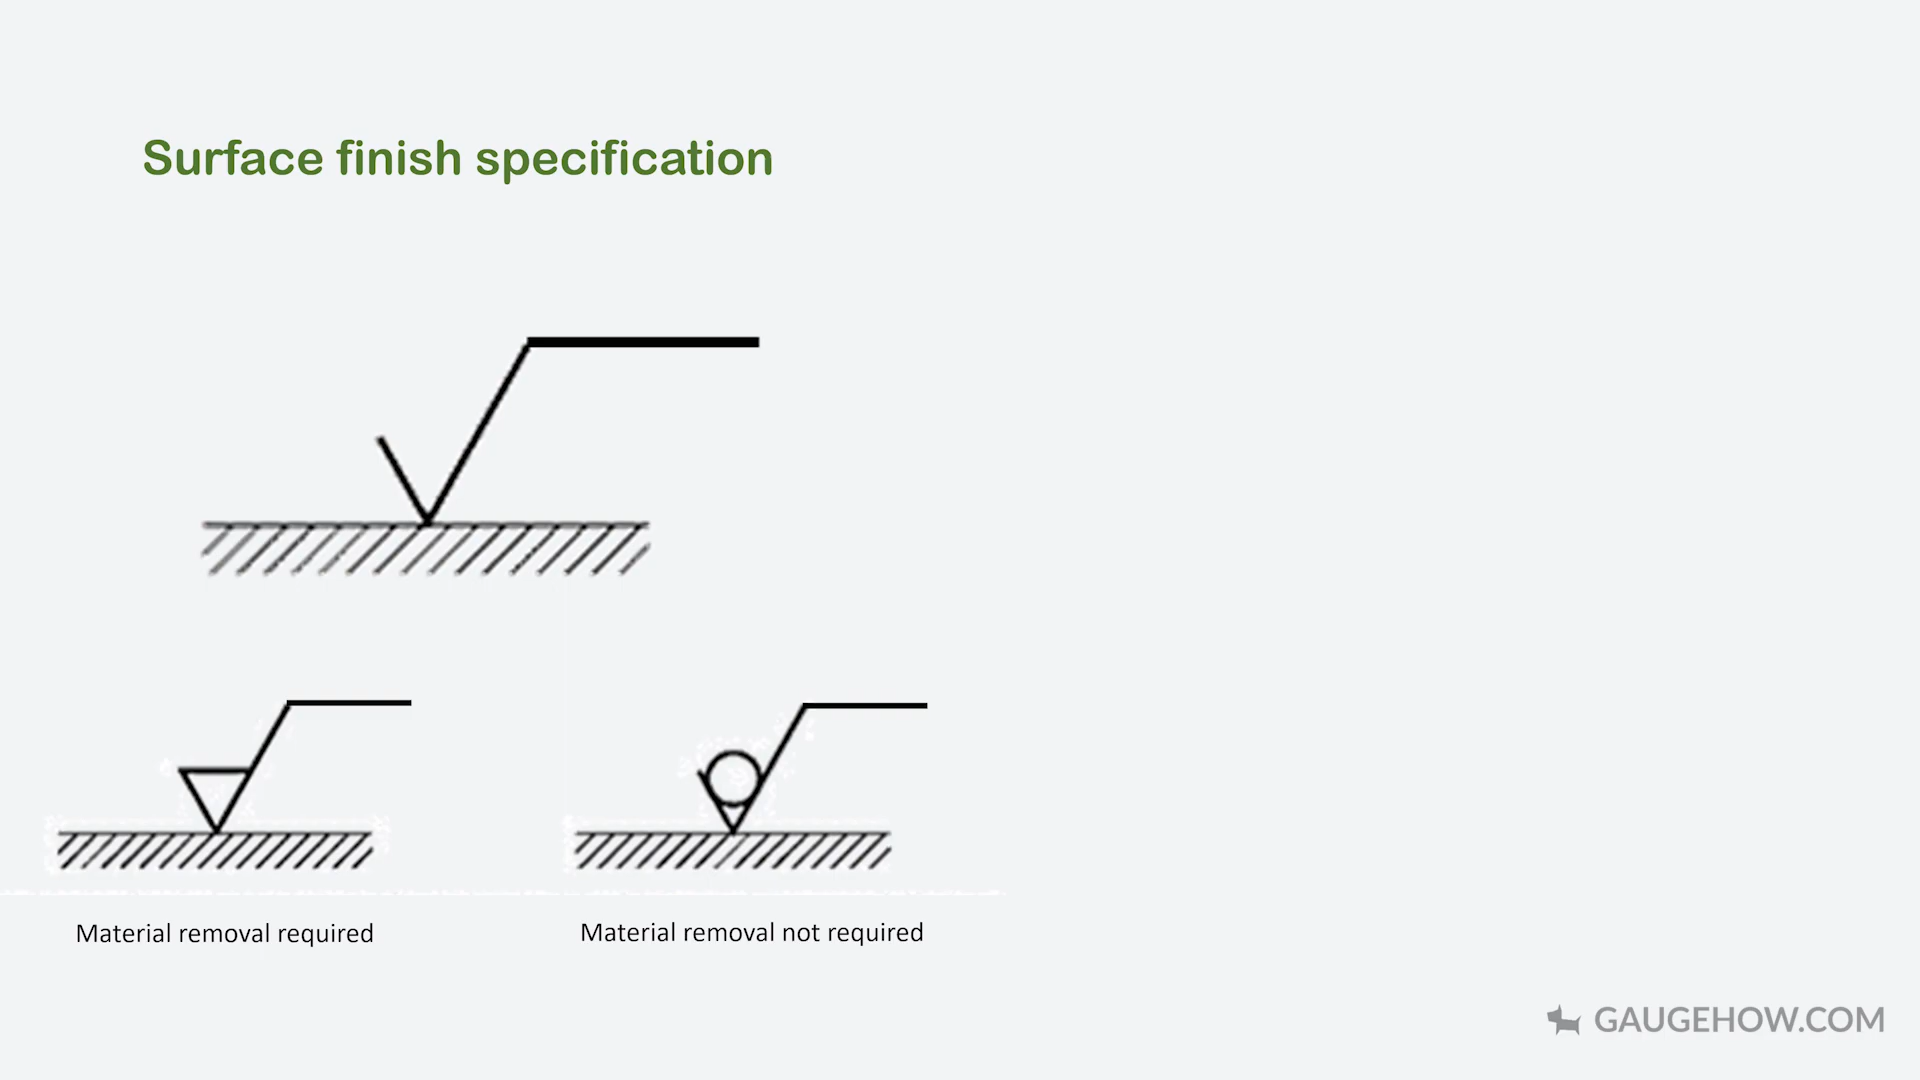 Surface finish specification
Material removal required
Material removal not required
GAUGEHOW.COM